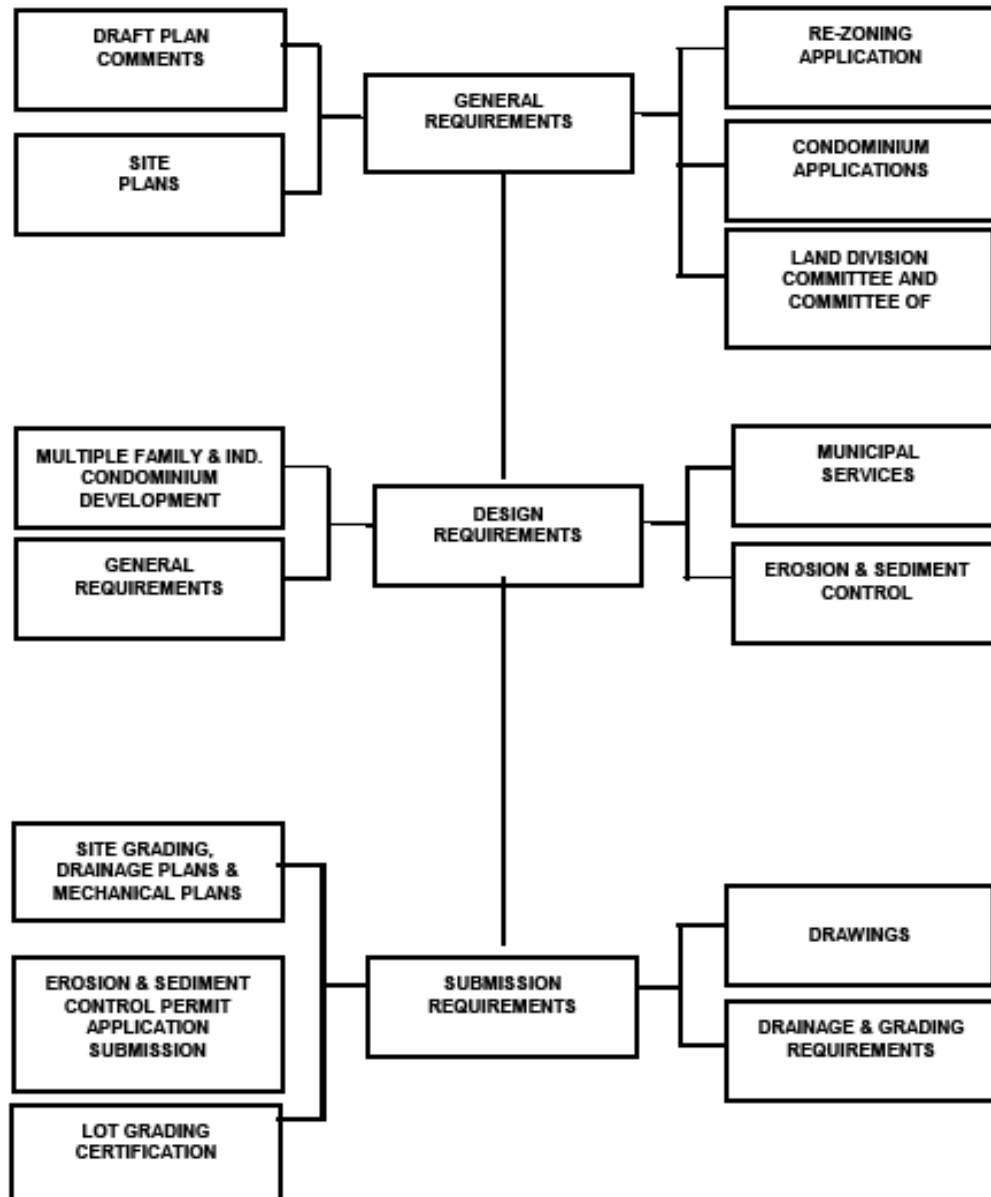 DRAFT PLAN
COMMENTS
SITE
PLANS
GENERAL
REQUIREMENTS
RE-ZONING
APPLICATION
CONDOMINIUM
APPLICATIONS
LAND DIVISION
COMMITTEE AND
COMMITTEE OF
MULTIPLE FAMILY & IND.
CONDOMINIUM
DEVELOPMENT
GENERAL
REQUIREMENTS
DESIGN
REQUIREMENTS
MUNICIPAL
SERVICES
EROSION & SEDIMENT
CONTROL
SITE GRADING,
DRAINAGE PLANS &
MECHANICAL PLANS
EROSION & SEDIMENT
CONTROL PERMIT
APPLICATION
SUBMISSION
LOT GRADING
CERTIFICATION
SUBMISSION
REQUIREMENTS
DRAWINGS
DRAINAGE & GRADING
REQUIREMENTS